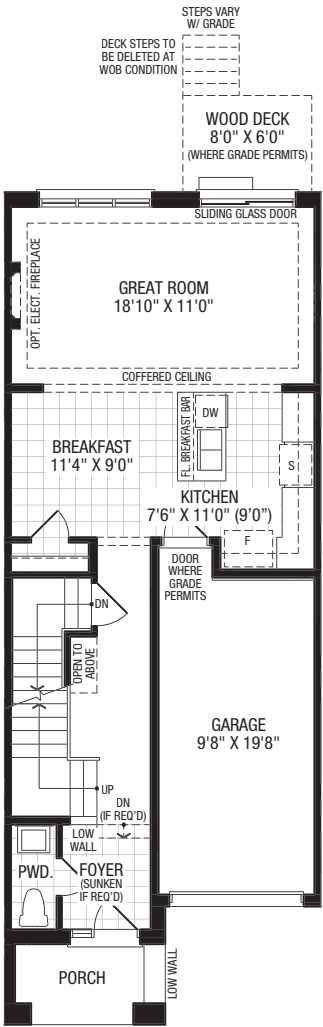 STEPS VARY
W/ GRADE
DECK STEPS TO
BE DELETED AT
WOB CONDITION
WOOD DECK
8'0" X 6'0"
(WHERE GRADE PERMITS)
SLIDING GLASS DOOR
OPT. ELECT. FIREPLACE
GREAT ROOM
18'10" X 11'0"
COFFERED CEILING
BREAKFAST
11'4" X 9'0"
FL. BREAKFAST BAR
DW
S
KITCHEN
7'6" X 11'0" (9'0")
F
DOOR
WHERE
GRADE
PERMITS
DN
OPEN TO
ABOVE
GARAGE
9'8" X 19'8"
UP
DN
(IF REQ'D)
LOW
WALL
PWD.
FOYER
(SUNKEN
IF REQ'D)
PORCH
LOW WALL